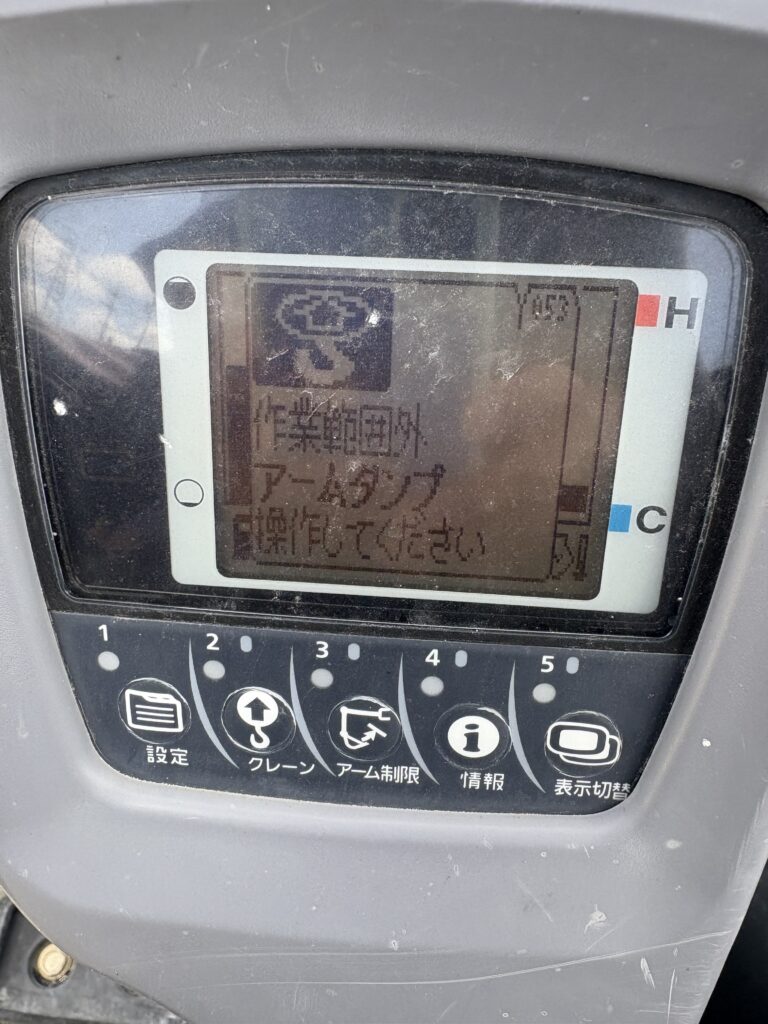 Y053
H
作業範囲外
アームダンプ
操作してください
C
1
2
3
4
5
設定
クレーン
アーム制限
i
情報
表示切替